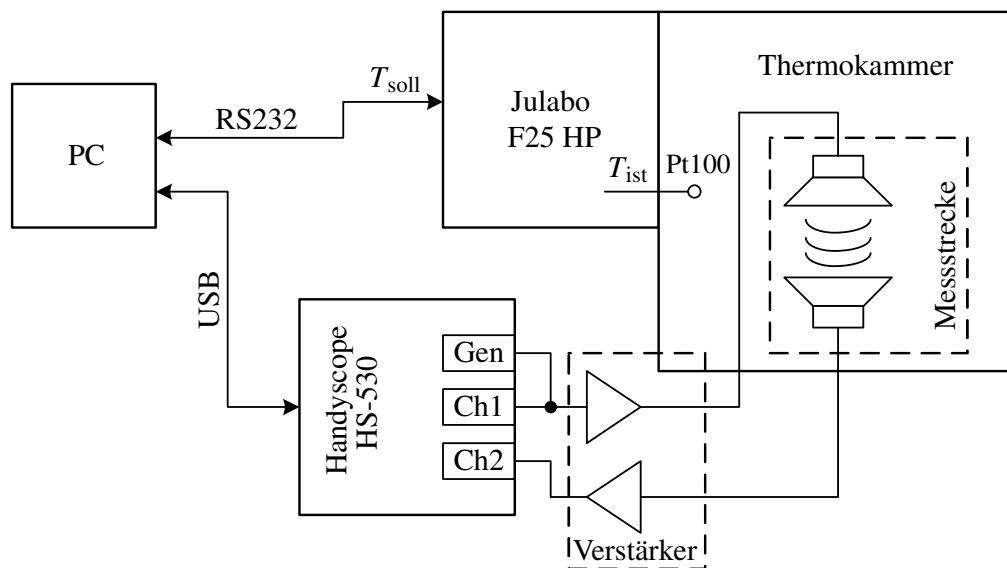 Thermokammer
T_soll
Julabo
F25 HP
RS232
PC
T_ist
Pt100
Messstrecke
USB
Handyscope
HS-530
Gen
Ch1
Ch2
Verstärker